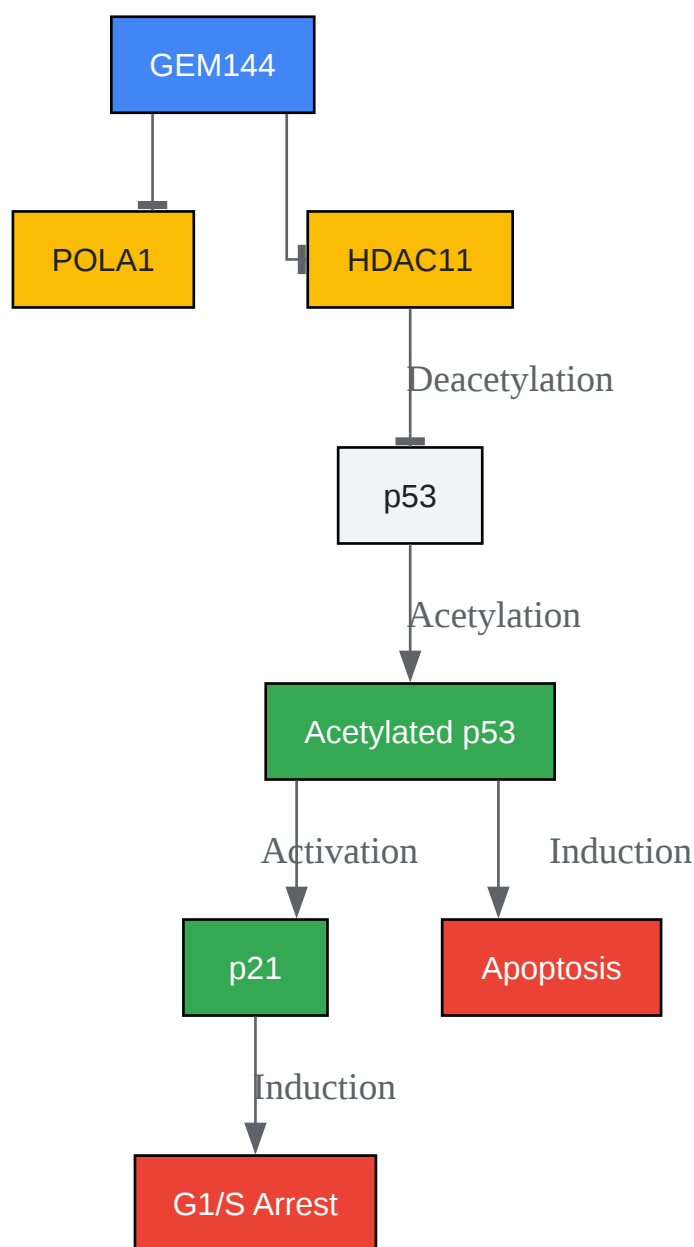 GEM144
POLA1
HDAC11
Deacetylation
p53
Acetylation
Acetylated p53
Activation
Induction
p21
Apoptosis
Induction
G1/S Arrest